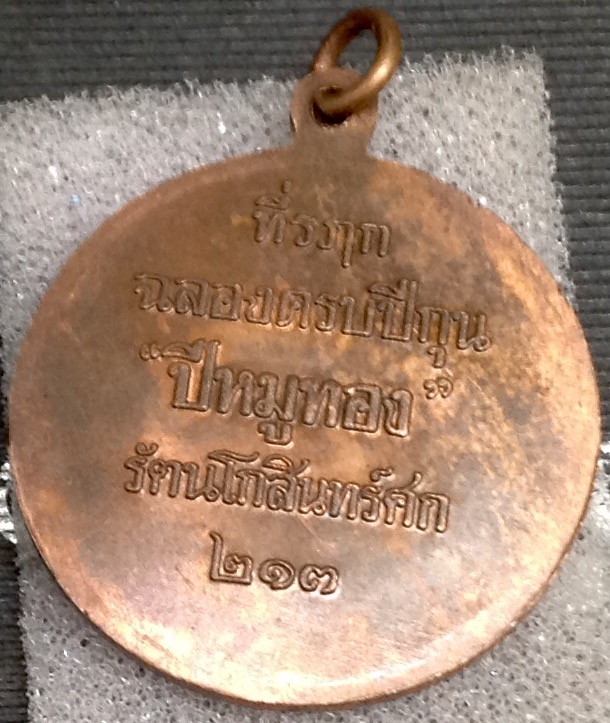 ที่ระฦก
ฉลองครบปีกุน
“ปีหมูทอง”
รัตนโกสินทร์ศก
๒๑๓